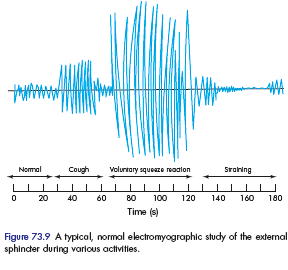 Normal Cough Voluntary squeeze reaction Straining
0 20 40 60 80 100 120 140 160 180
Time (s)
Figure 73.9 A typical, normal electromyographic study of the external
sphincter during various activities.